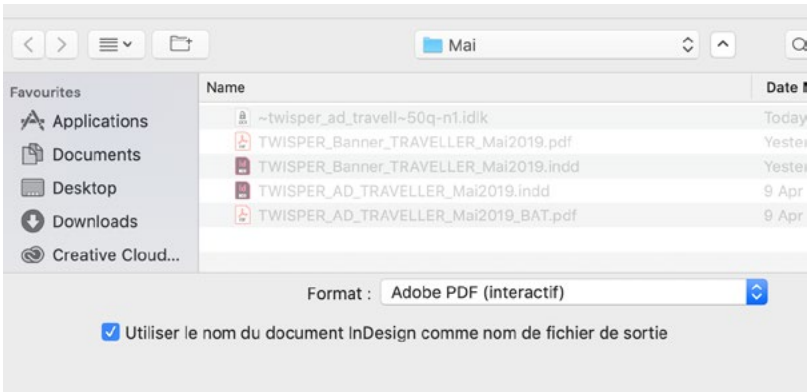 Mai
Favourites
Name
Date
Applications
~twisper_ad_travell~50q-n1.idlk
Today
Documents
TWISPER_Banner_TRAVELLER_Mai2019.pdf
Yester
TWISPER_Banner_TRAVELLER_Mai2019.indd
Yester
Desktop
TWISPER_AD_TRAVELLER_Mai2019.indd
9 Apr
Downloads
TWISPER_AD_TRAVELLER_Mai2019_BAT.pdf
9 Apr
Creative Cloud...
Format : Adobe PDF (interactif)
Utiliser le nom du document InDesign comme nom de fichier de sortie